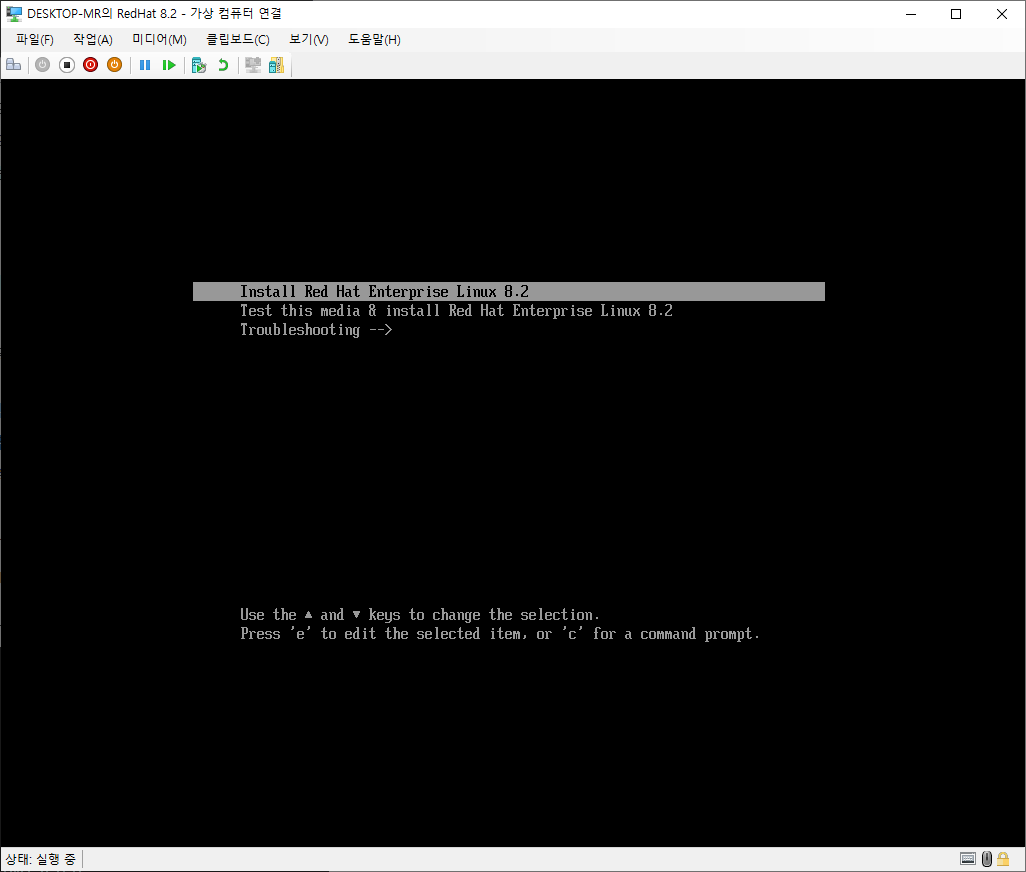 DESKTOP-MR의 RedHat 8.2 - 가상 컴퓨터 연결
파일(F) 작업(A) 미디어(M) 클립보드(C) 보기(V) 도움말(H)
Install Red Hat Enterprise Linux 8.2
Test this media & install Red Hat Enterprise Linux 8.2
Troubleshooting -->
Use the ▲ and ▼ keys to change the selection.
Press 'e' to edit the selected item, or 'c' for a command prompt.
상태: 실행 중